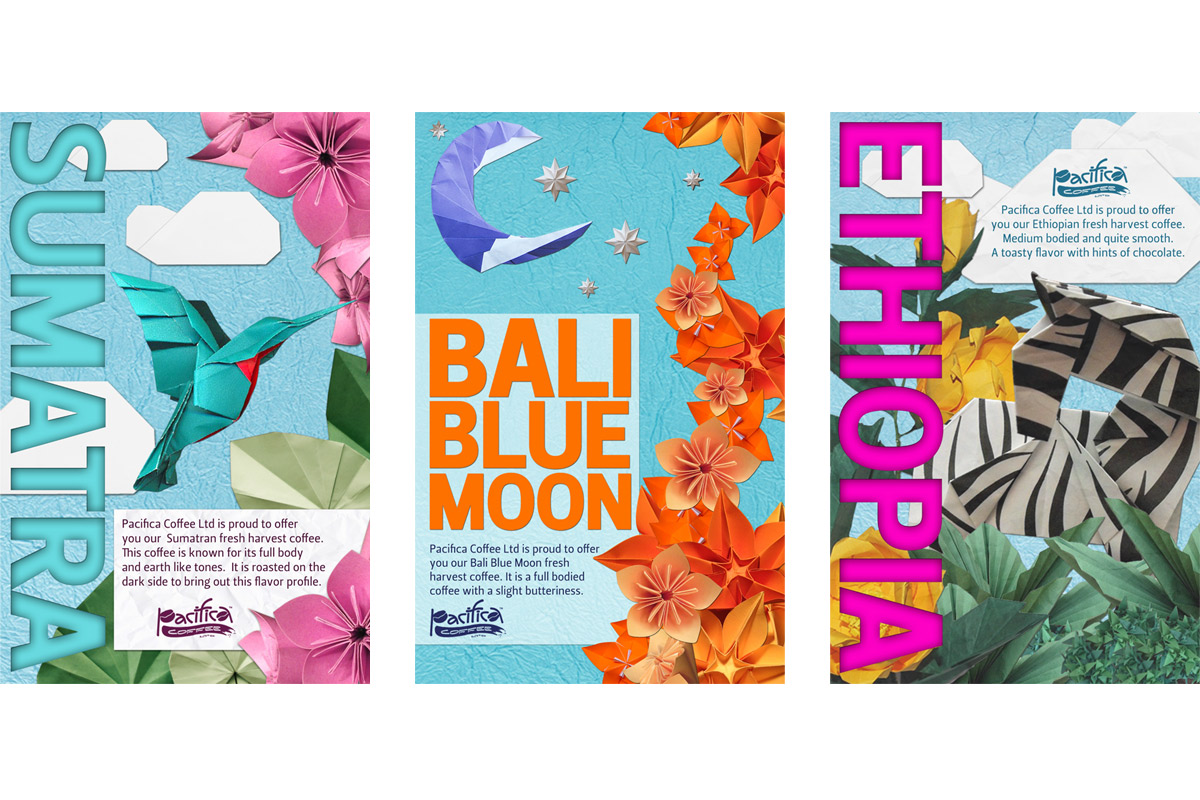 SUMATRA
Pacifica Coffee Ltd is proud to offer
you our Sumatran fresh harvest coffee.
This coffee is known for its full body
and earth like tones. It is roasted on the
dark side to bring out this flavor profile.
pacifica
COFFEE
BALI
BLUE
MOON
Pacifica Coffee Ltd is proud to offer
you our Bali Blue Moon fresh
harvest coffee. It is a full bodied
coffee with a slight butteriness.
pacifica
COFFEE
ETHIOPIA
pacifica
COFFEE
Pacifica Coffee Ltd is proud to offer
you our Ethiopian fresh harvest coffee.
Medium bodied and quite smooth.
A toasty flavor with hints of chocolate.